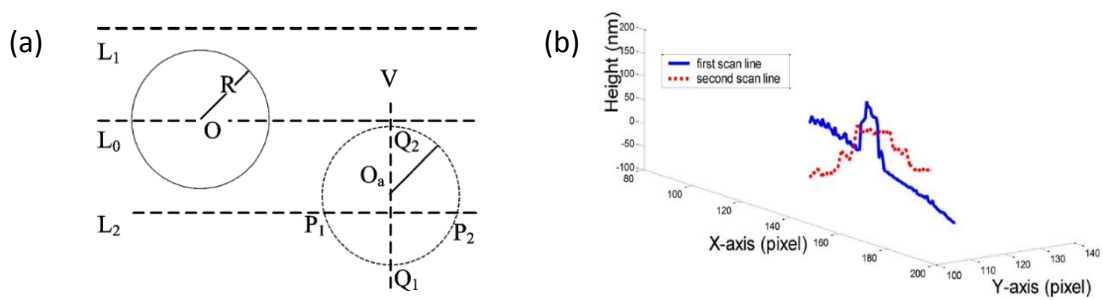 (a)
L₁
R
V
O
L₀
Q₂
Oₐ
L₂
P₁
P₂
Q₁
(b)
Height (nm)
200
150
100
50
0
-50
-100
first scan line
second scan line
80
100
120
140
160
180
200
X-axis (pixel)
100
110
120
130
140
Y-axis (pixel)